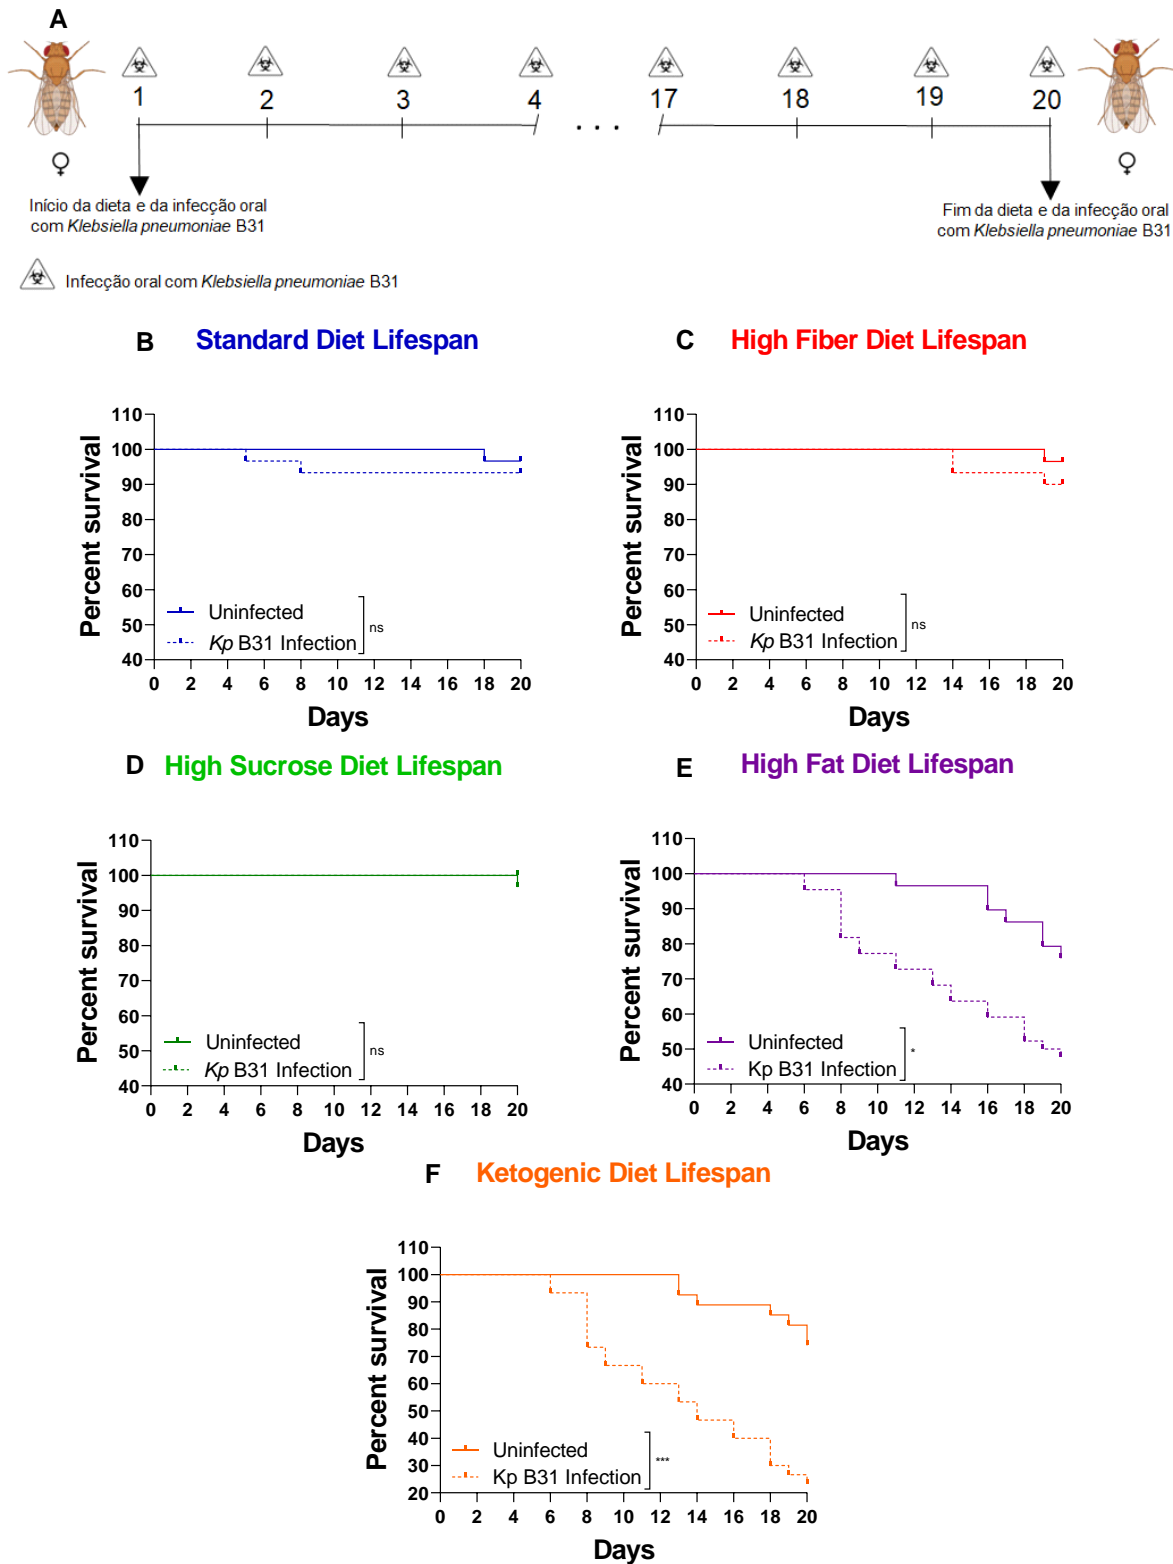 A
1 2 3 4 . . . 17 18 19 20
♀ ♀
Início da dieta e da infecção oral
com Klebsiella pneumoniae B31
Fim da dieta e da infecção oral
com Klebsiella pneumoniae B31
Infecção oral com Klebsiella pneumoniae B31
B Standard Diet Lifespan
Percent survival
110
100
90
80
70
60
50
40
Uninfected
Kp B31 Infection
ns
0 2 4 6 8 10 12 14 16 18 20
Days
C High Fiber Diet Lifespan
Percent survival
110
100
90
80
70
60
50
40
Uninfected
Kp B31 Infection
ns
0 2 4 6 8 10 12 14 16 18 20
Days
D High Sucrose Diet Lifespan
Percent survival
110
100
90
80
70
60
50
40
Uninfected
Kp B31 Infection
ns
0 2 4 6 8 10 12 14 16 18 20
Days
E High Fat Diet Lifespan
Percent survival
110
100
90
80
70
60
50
40
Uninfected
Kp B31 Infection
*
0 2 4 6 8 10 12 14 16 18 20
Days
F Ketogenic Diet Lifespan
Percent survival
110
100
90
80
70
60
50
40
30
20
Uninfected
Kp B31 Infection
***
0 2 4 6 8 10 12 14 16 18 20
Days